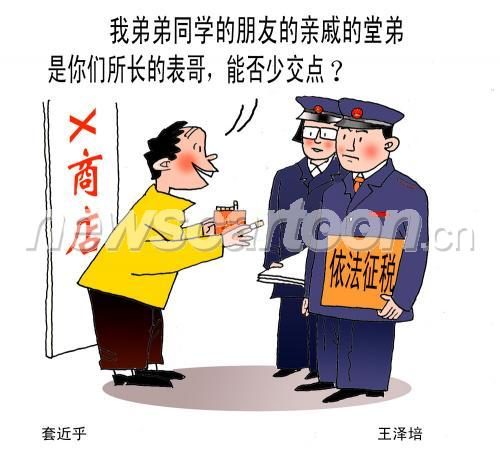 我弟弟同学的朋友的亲戚的堂弟
是你们所长的表哥，能否少交点？
X商店
newscartoon.cn
依法征税
套近乎
王泽培